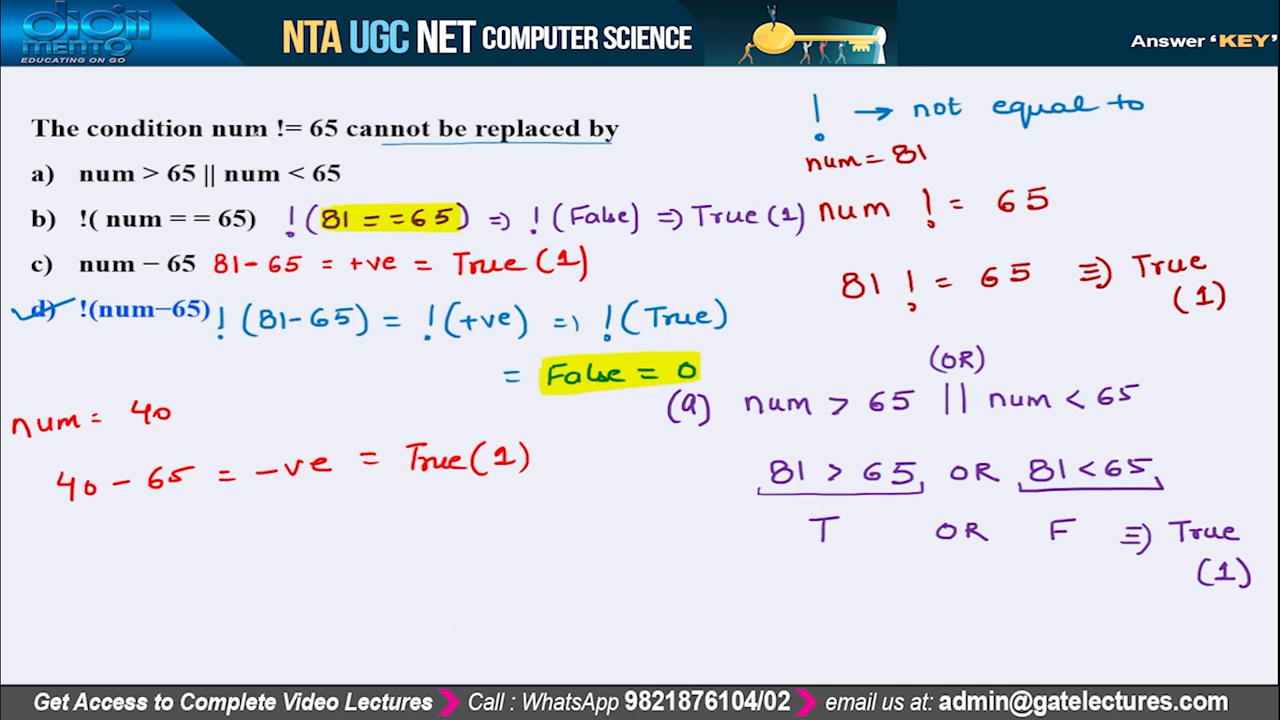 didii
mento
EDUCATING ON GO
NTA UGC NET COMPUTER SCIENCE
Answer ‘KEY’
The condition num != 65 cannot be replaced by
a) num > 65 || num < 65
b) !( num = = 65) !(81 = = 65) => !(False) => True (1)
c) num − 65 81 - 65 = +ve = True (1)
d) !(num−65) !(81-65) = !(+ve) => !(True)
= False = 0
num = 40
40 - 65 = -ve = True (1)
! → not equal to
num = 81
num != 65
81 != 65 => True
(1)
(OR)
(a) num > 65 || num < 65
81 > 65 OR 81 < 65
T OR F => True
(1)
Get Access to Complete Video Lectures Call : WhatsApp 9821876104/02 email us at: admin@gatelectures.com